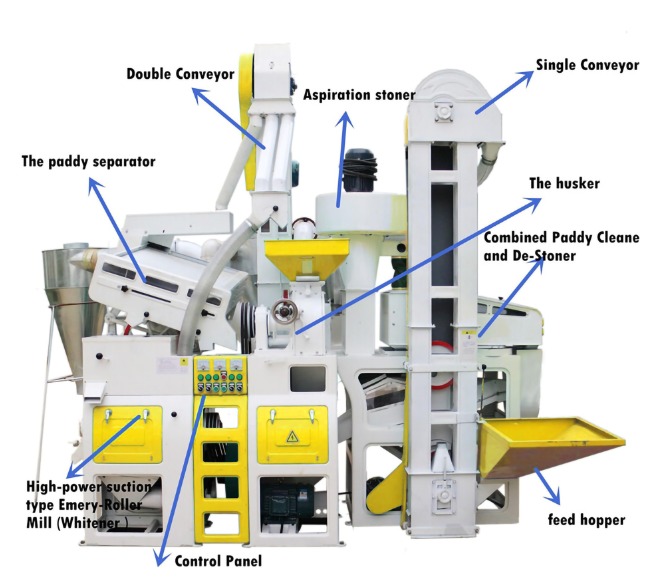 Double Conveyor
Single Conveyor
Aspiration stoner
The paddy separator
The husker
Combined Paddy Cleane
and De-Stoner
High-power suction
type Emery-Roller
Mill (Whitener )
feed hopper
Control Panel